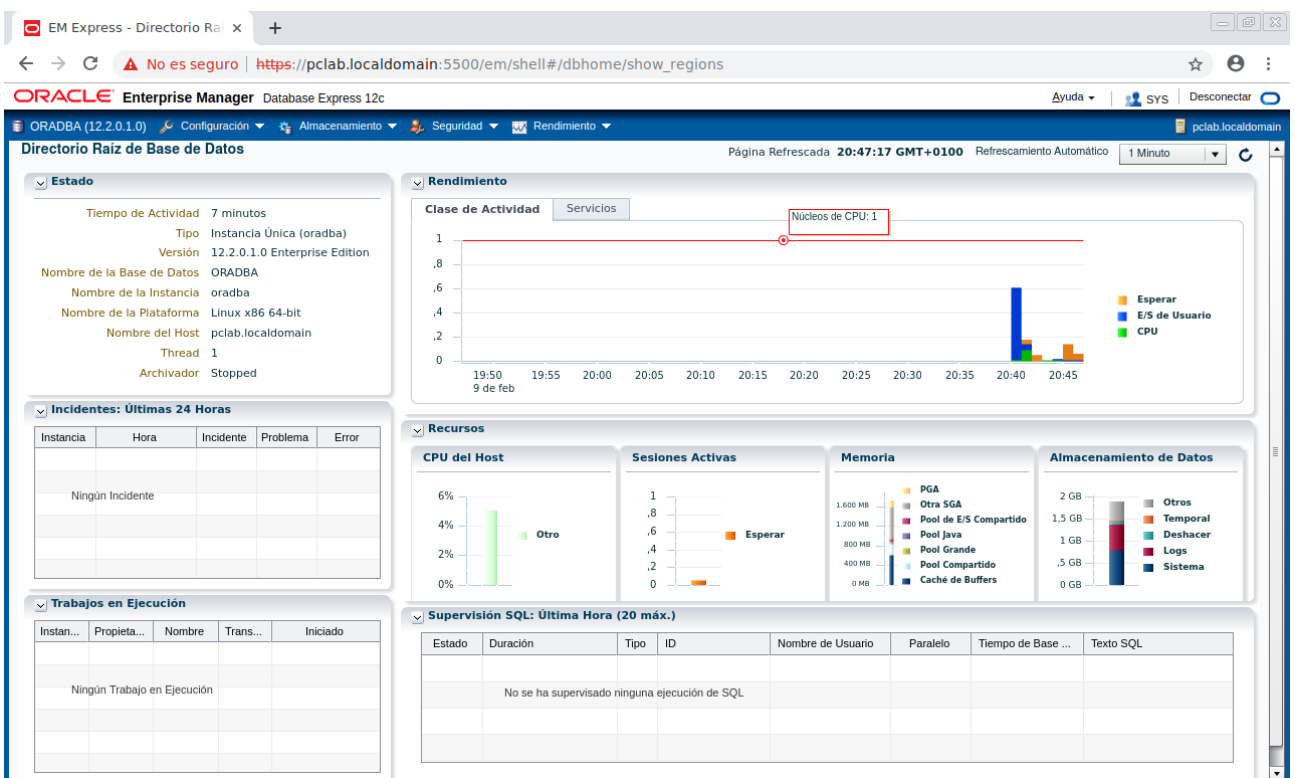 EM Express - Directorio Ra
No es seguro | https://pclab.localdomain:5500/em/shell#/dbhome/show_regions
ORACLE Enterprise Manager Database Express 12c
Ayuda
SYS
Desconectar
ORADBA (12.2.0.1.0) Configuración Almacenamiento Seguridad Rendimiento
pclab.localdomain
Directorio Raíz de Base de Datos
Página Refrescada 20:47:17 GMT+0100 Refrescamiento Automático 1 Minuto
Estado
Tiempo de Actividad 7 minutos
Tipo Instancia Única (oradba)
Versión 12.2.0.1.0 Enterprise Edition
Nombre de la Base de Datos ORADBA
Nombre de la Instancia oradba
Nombre de la Plataforma Linux x86 64-bit
Nombre del Host pclab.localdomain
Thread 1
Archivador Stopped
Rendimiento
Clase de Actividad Servicios
Núcleos de CPU: 1
1
,8
,6
,4
,2
0
19:50 19:55 20:00 20:05 20:10 20:15 20:20 20:25 20:30 20:35 20:40 20:45
9 de feb
Esperar
E/S de Usuario
CPU
Incidentes: Últimas 24 Horas
Instancia Hora Incidente Problema Error
Ningún Incidente
Recursos
CPU del Host
6%
4%
2%
0%
Otro
Sesiones Activas
1
,8
,6
,4
,2
0
Esperar
Memoria
1.600 MB
1.200 MB
800 MB
400 MB
0 MB
PGA
Otra SGA
Pool de E/S Compartido
Pool Java
Pool Grande
Pool Compartido
Caché de Buffers
Almacenamiento de Datos
2 GB
1,5 GB
1 GB
,5 GB
0 GB
Otros
Temporal
Deshacer
Logs
Sistema
Trabajos en Ejecución
Instan... Propieta... Nombre Trans... Iniciado
Ningún Trabajo en Ejecución
Supervisión SQL: Última Hora (20 máx.)
Estado Duración Tipo ID Nombre de Usuario Paralelo Tiempo de Base ... Texto SQL
No se ha supervisado ninguna ejecución de SQL